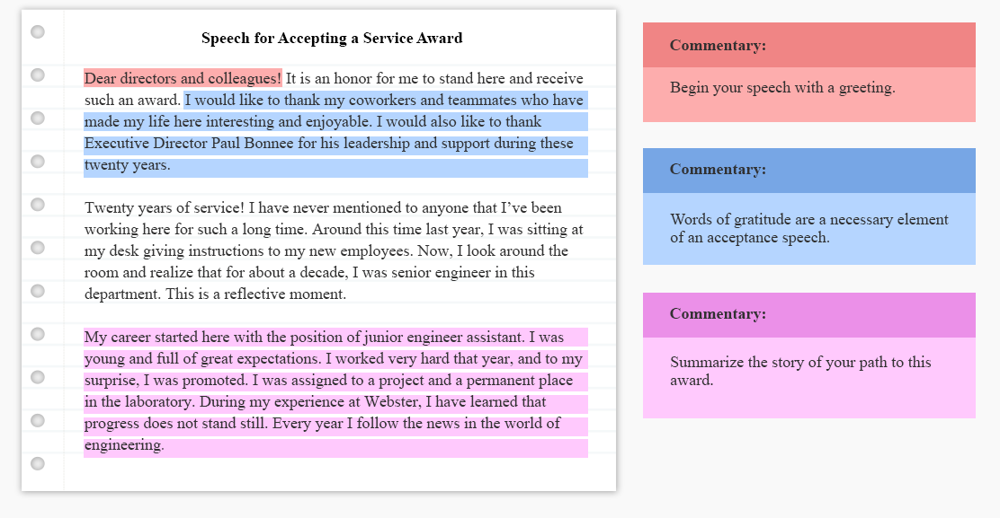 Speech for Accepting a Service Award
Dear directors and colleagues! It is an honor for me to stand here and receive
such an award. I would like to thank my coworkers and teammates who have
made my life here interesting and enjoyable. I would also like to thank
Executive Director Paul Bonnee for his leadership and support during these
twenty years.
Twenty years of service! I have never mentioned to anyone that I’ve been
working here for such a long time. Around this time last year, I was sitting at
my desk giving instructions to my new employees. Now, I look around the
room and realize that for about a decade, I was senior engineer in this
department. This is a reflective moment.
My career started here with the position of junior engineer assistant. I was
young and full of great expectations. I worked very hard that year, and to my
surprise, I was promoted. I was assigned to a project and a permanent place
in the laboratory. During my experience at Webster, I have learned that
progress does not stand still. Every year I follow the news in the world of
engineering.
Commentary:
Begin your speech with a greeting.
Commentary:
Words of gratitude are a necessary element
of an acceptance speech.
Commentary:
Summarize the story of your path to this
award.